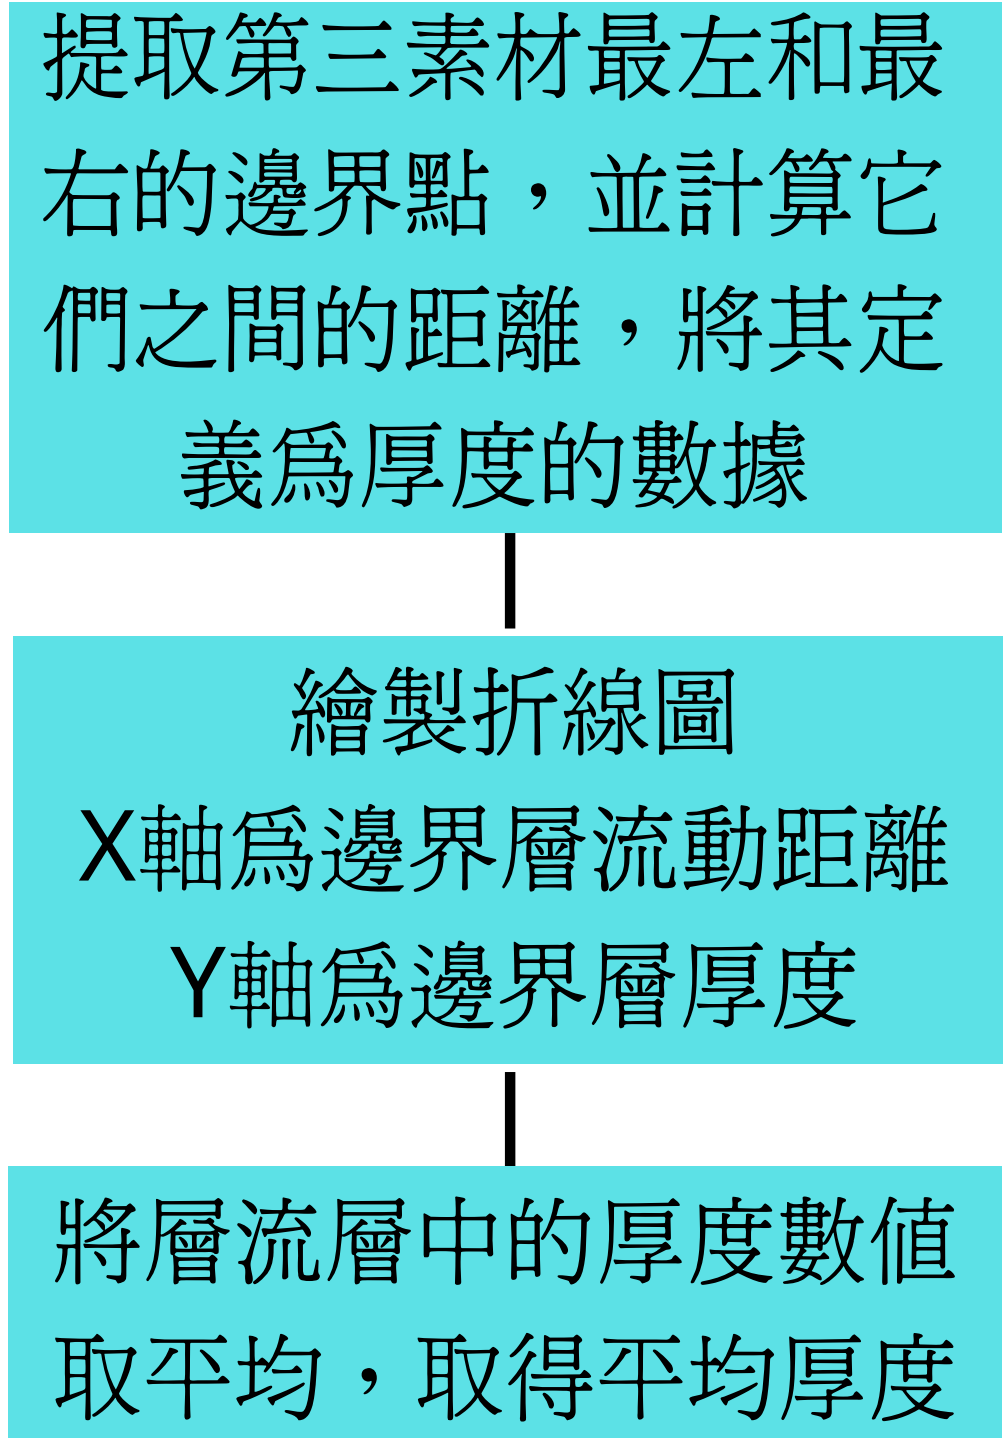 提取第三素材最左和最
右的邊界點，並計算它
們之間的距離，將其定
義爲厚度的數據
繪製折線圖
X軸爲邊界層流動距離
Y軸爲邊界層厚度
將層流層中的厚度數值
取平均，取得平均厚度